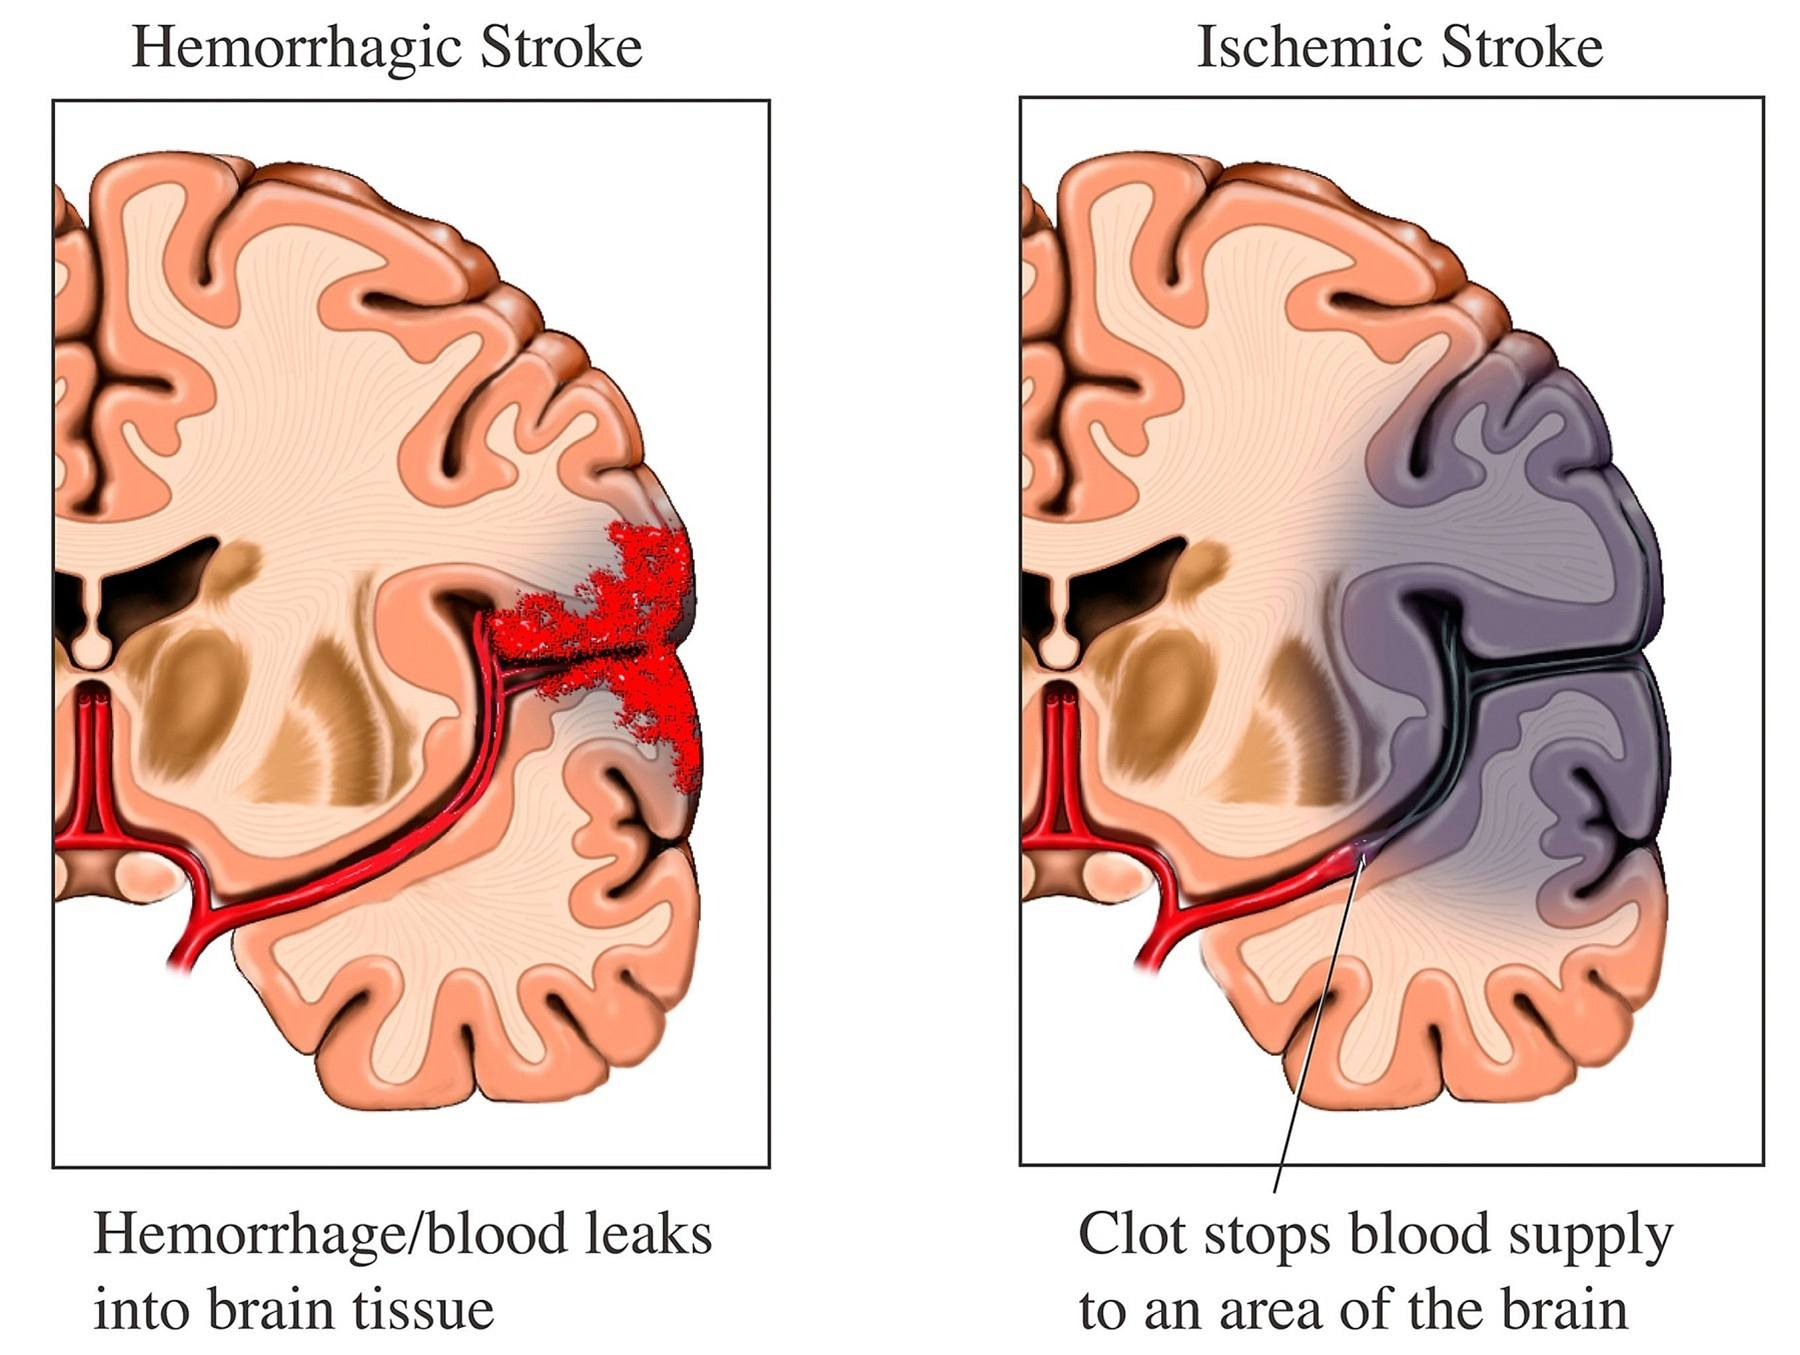 Hemorrhagic Stroke
Ischemic Stroke
Hemorrhage/blood leaks
into brain tissue
Clot stops blood supply
to an area of the brain